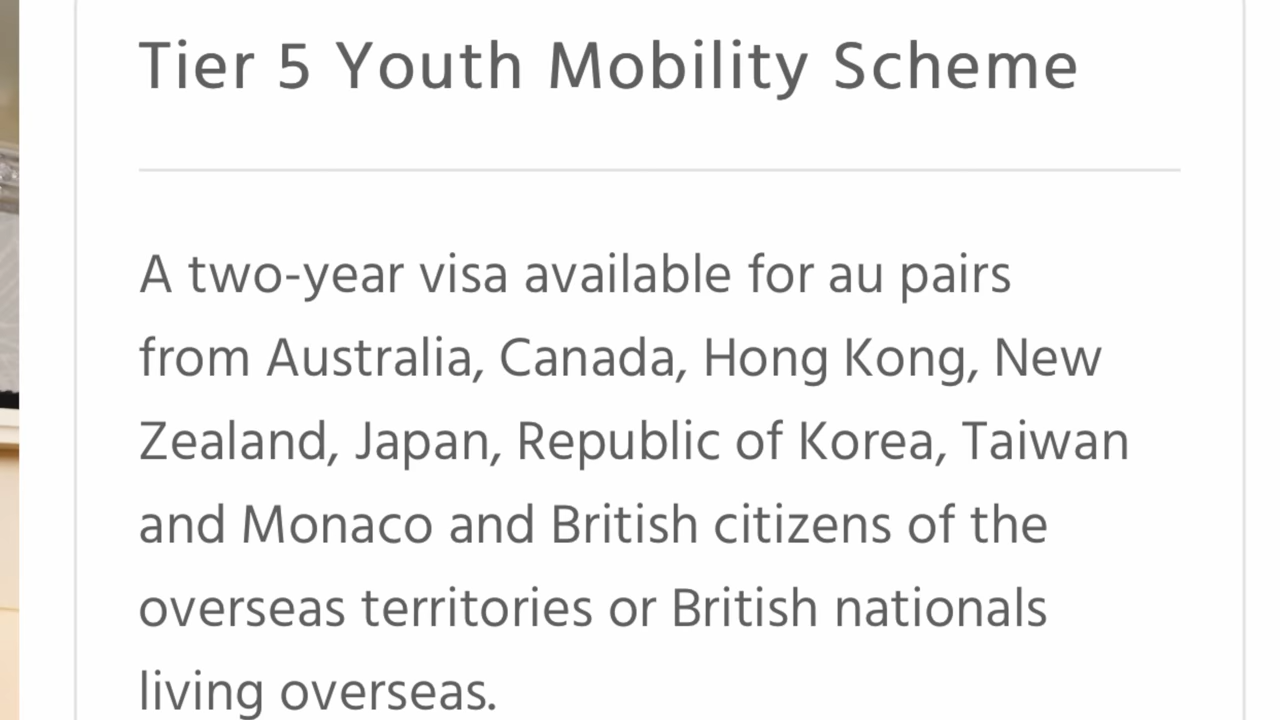 Tier 5 Youth Mobility Scheme
A two-year visa available for au pairs
from Australia, Canada, Hong Kong, New
Zealand, Japan, Republic of Korea, Taiwan
and Monaco and British citizens of the
overseas territories or British nationals
living overseas.